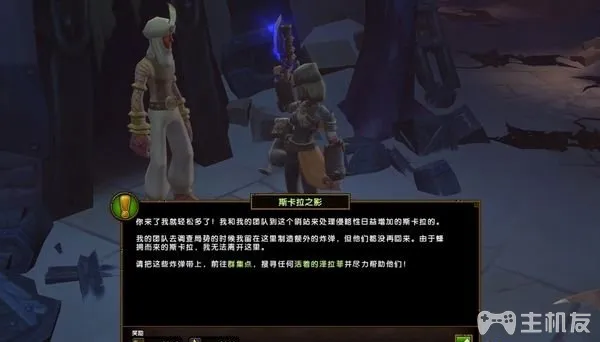 斯卡拉之影
你来了我就轻松多了!我和我的团队到这个哨站来处理侵略性日益增加的斯卡拉的。
我的团队去调查局势的时候我留在这里制造额外的炸弹,但他们都没再回来。由于蜂
拥而来的斯卡拉,我无法离开这里。
请把这些炸弹带上,前往群集点,搜寻任何活着的泽拉菲并尽力帮助他们!
奖励
主机友